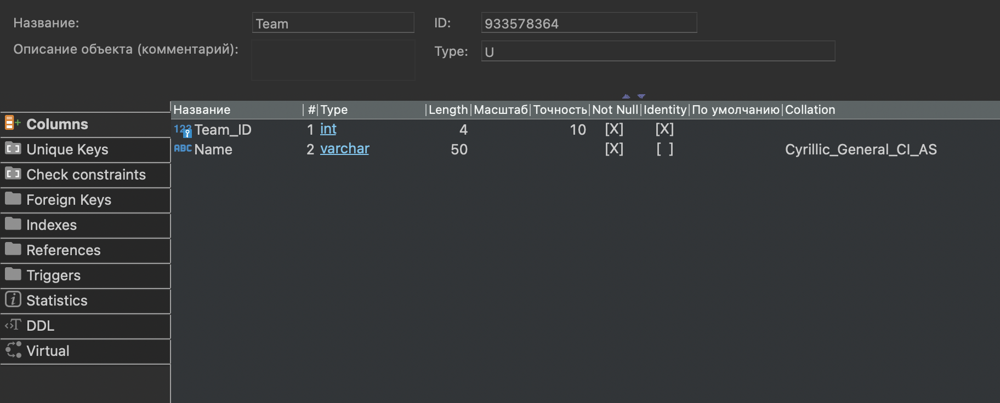 Название: Team ID: 933578364
Описание объекта (комментарий): Type: U
Название # Type Length Масштаб Точность Not Null Identity По умолчанию Collation
123 Team_ID 1 int 4 10 [X] [X]
ABC Name 2 varchar 50 [X] [ ] Cyrillic_General_CI_AS
Columns
Unique Keys
Check constraints
Foreign Keys
Indexes
References
Triggers
Statistics
DDL
Virtual